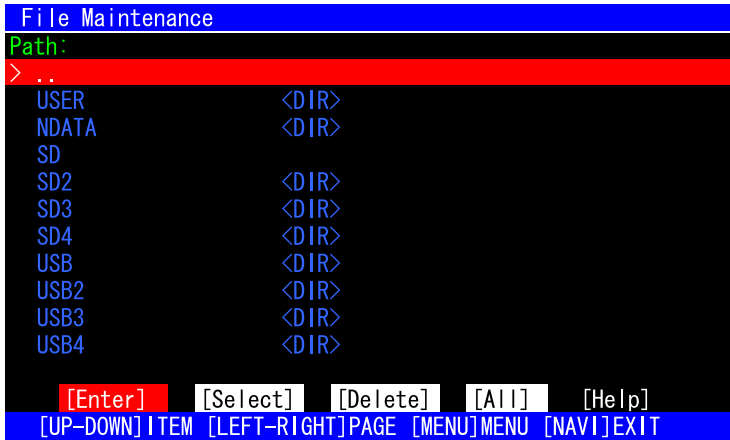 File Maintenance
Path:
> ..
USER <DIR>
NDATA <DIR>
SD
SD2 <DIR>
SD3 <DIR>
SD4 <DIR>
USB <DIR>
USB2 <DIR>
USB3 <DIR>
USB4 <DIR>
[Enter] [Select] [Delete] [All] [Help]
[UP-DOWN]ITEM [LEFT-RIGHT]PAGE [MENU]MENU [NAVI]EXIT